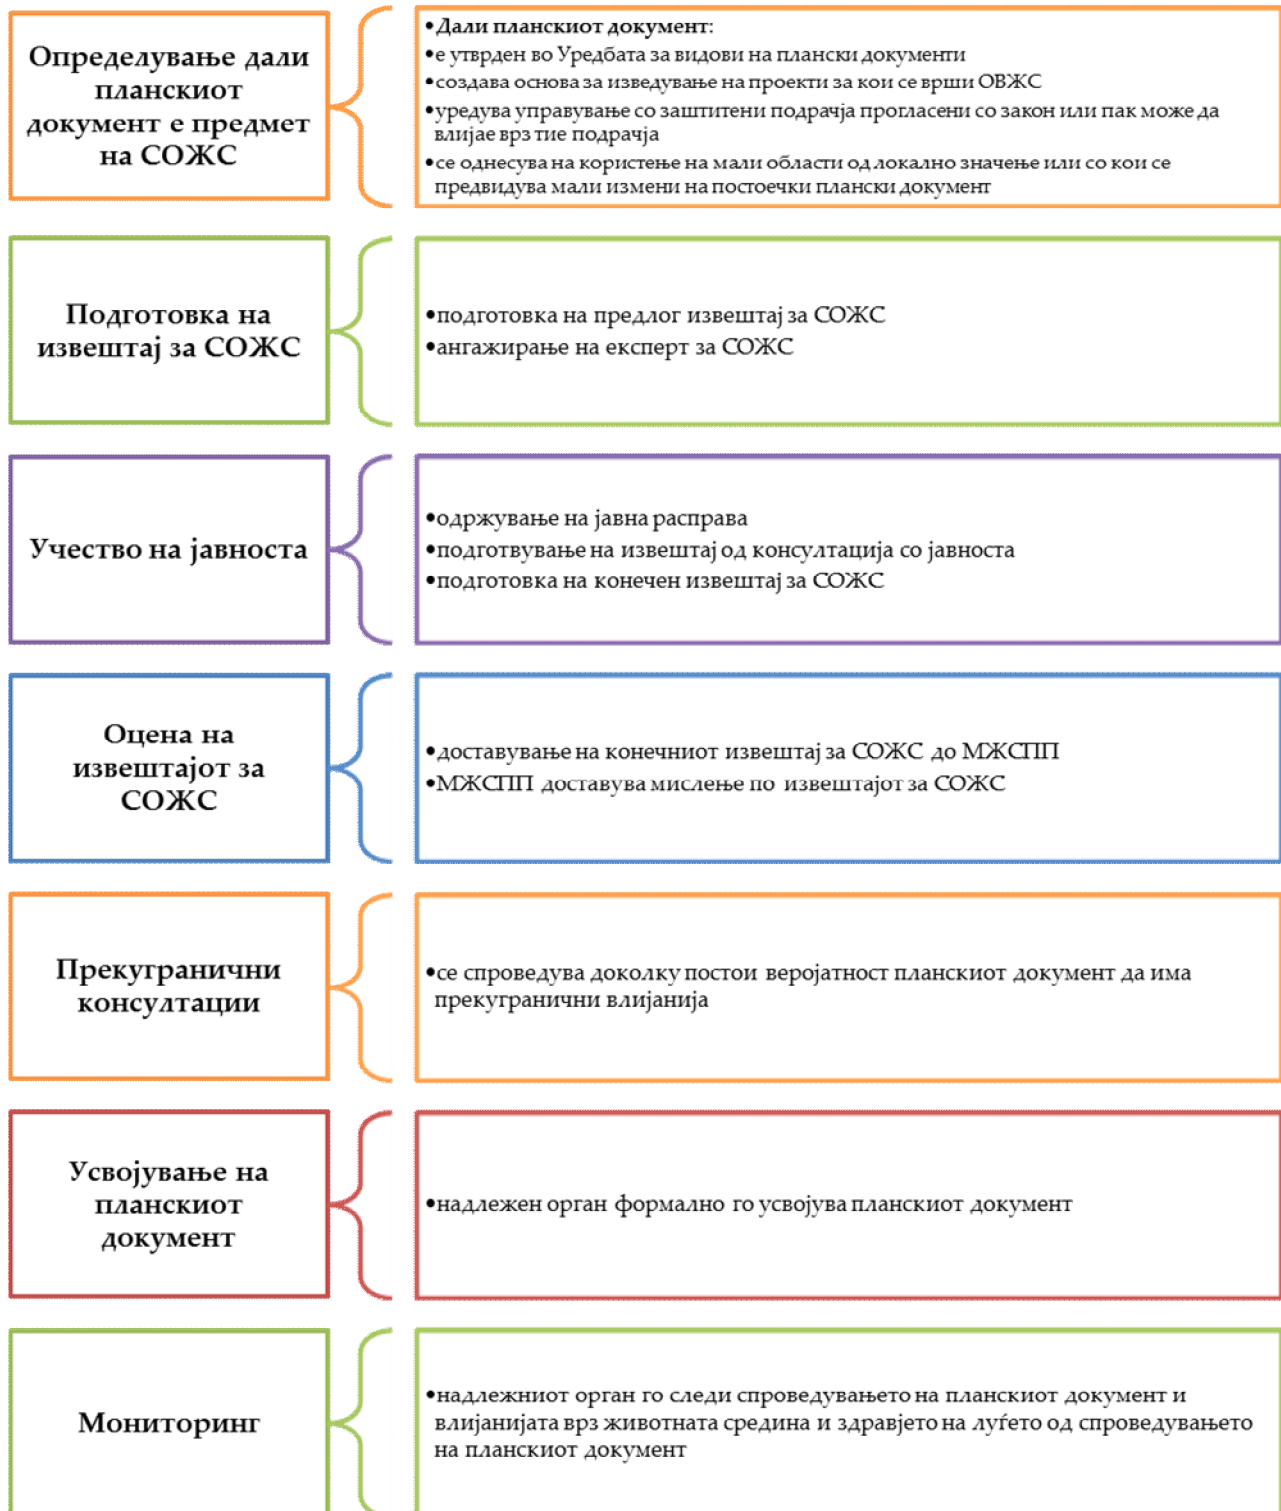 Определување дали
планскиот
документ е предмет
на СОЖС
•Дали планскиот документ:
•е утврден во Уредбата за видови на плански документи
•создава основа за изведување на проекти за кои се врши ОВЖС
•уредува управување со заштитени подрачја прогласени со закон или пак може да
влијае врз тие подрачја
•се однесува на користење на мали области од локално значење или со кои се
предвидува мали измени на постоечки плански документ
Подготовка на
извештај за СОЖС
•подготовка на предлог извештај за СОЖС
•ангажирање на експерт за СОЖС
Учество на јавноста
•одржување на јавна расправа
•подготвување на извештај од консултација со јавноста
•подготовка на конечен извештај за СОЖС
Оцена на
извештајот за
СОЖС
•доставување на конечниот извештај за СОЖС до МЖСПП
•МЖСПП доставува мислење по извештајот за СОЖС
Прекугранични
консултации
•се спроведува доколку постои веројатност планскиот документ да има
прекугранични влијанија
Усвојување на
планскиот
документ
•надлежен орган формално го усвојува планскиот документ
Мониторинг
•надлежниот орган го следи спроведувањето на планскиот документ и
влијанијата врз животната средина и здравјето на луѓето од спроведувањето
на планскиот документ